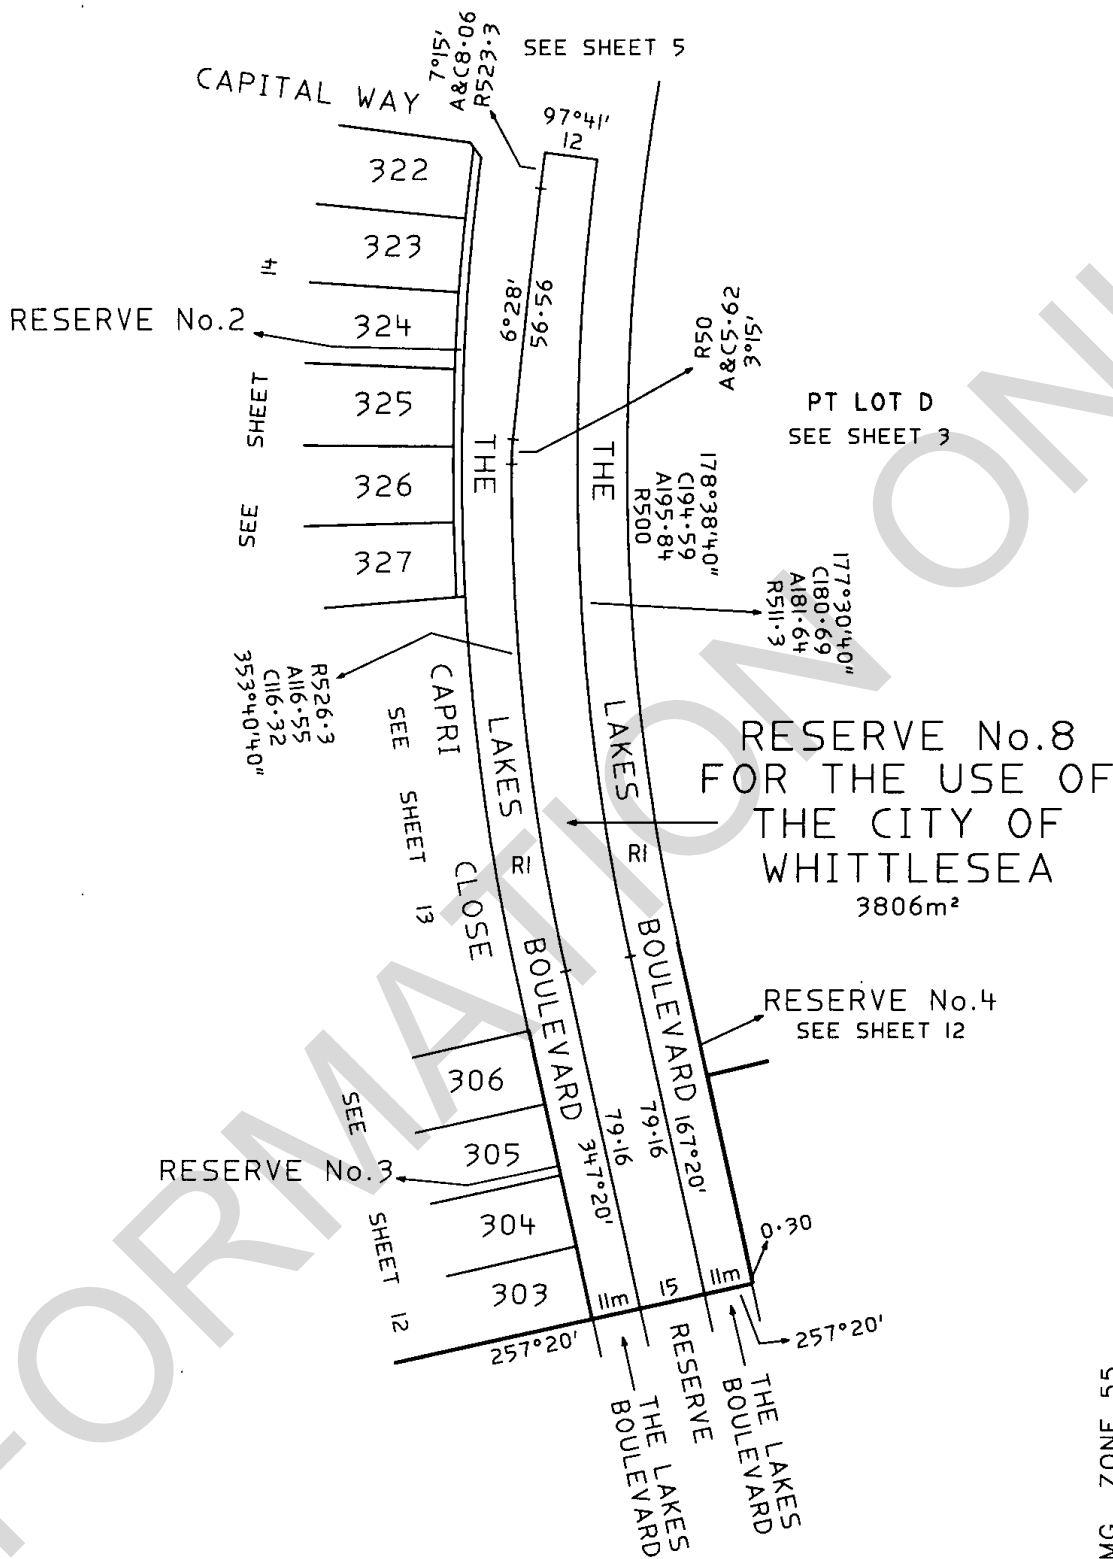 SEE SHEET 5
7°15'
A&C8·06
R523·3
CAPITAL WAY
97°41'
12
322
323
14
RESERVE No.2
324
6°28'
56·56
R50
A&C5·62
3°15'
325
SEE SHEET
PT LOT D
SEE SHEET 3
THE
THE
326
178°38'40"
C194·59
A195·84
R500
327
177°30'40"
C180·69
A181·64
R511·3
R526·3
A116·55
C116·32
353°40'40"
CAPRI CLOSE
SEE SHEET 13
LAKES
LAKES
RESERVE No.8
FOR THE USE OF
THE CITY OF
WHITTLESEA
3806m²
R1
R1
BOULEVARD
BOULEVARD
RESERVE No.4
SEE SHEET 12
306
SEE SHEET 12
305
RESERVE No.3
79·16
347°20'
79·16
167°20'
304
303
0·30
11m
15
11m
257°20'
257°20'
THE LAKES
BOULEVARD
RESERVE
THE LAKES
BOULEVARD
ZONE 55
FORMATION ON